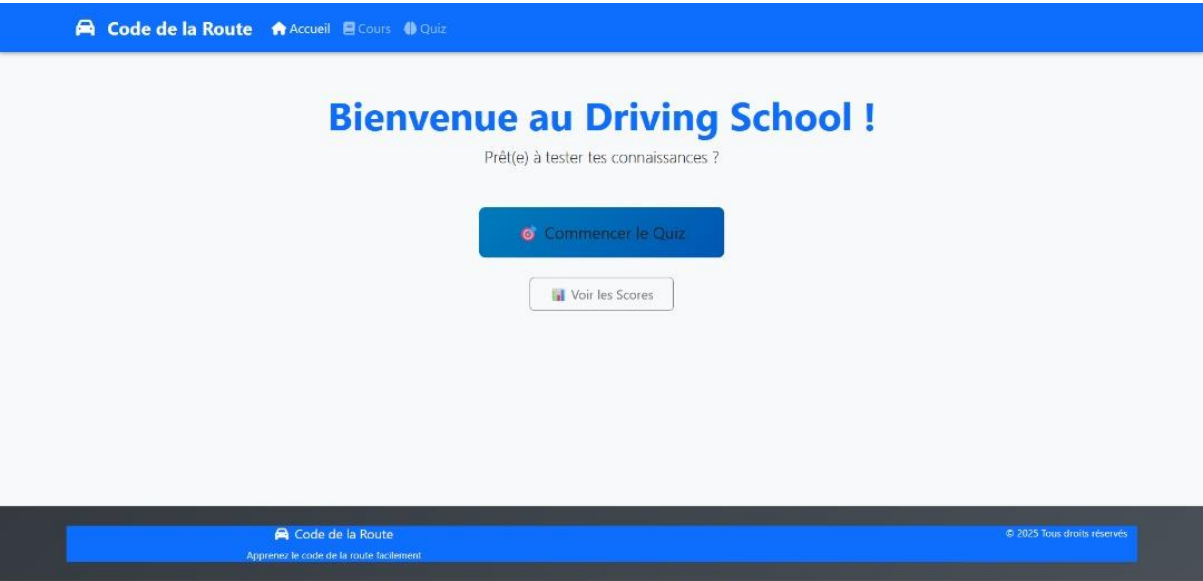 Code de la Route Accueil Cours Quiz
Bienvenue au Driving School !
Prêt(e) à tester tes connaissances ?
Commencer le Quiz
Voir les Scores
Code de la Route
Apprenez le code de la route facilement
© 2025 Tous droits réservés